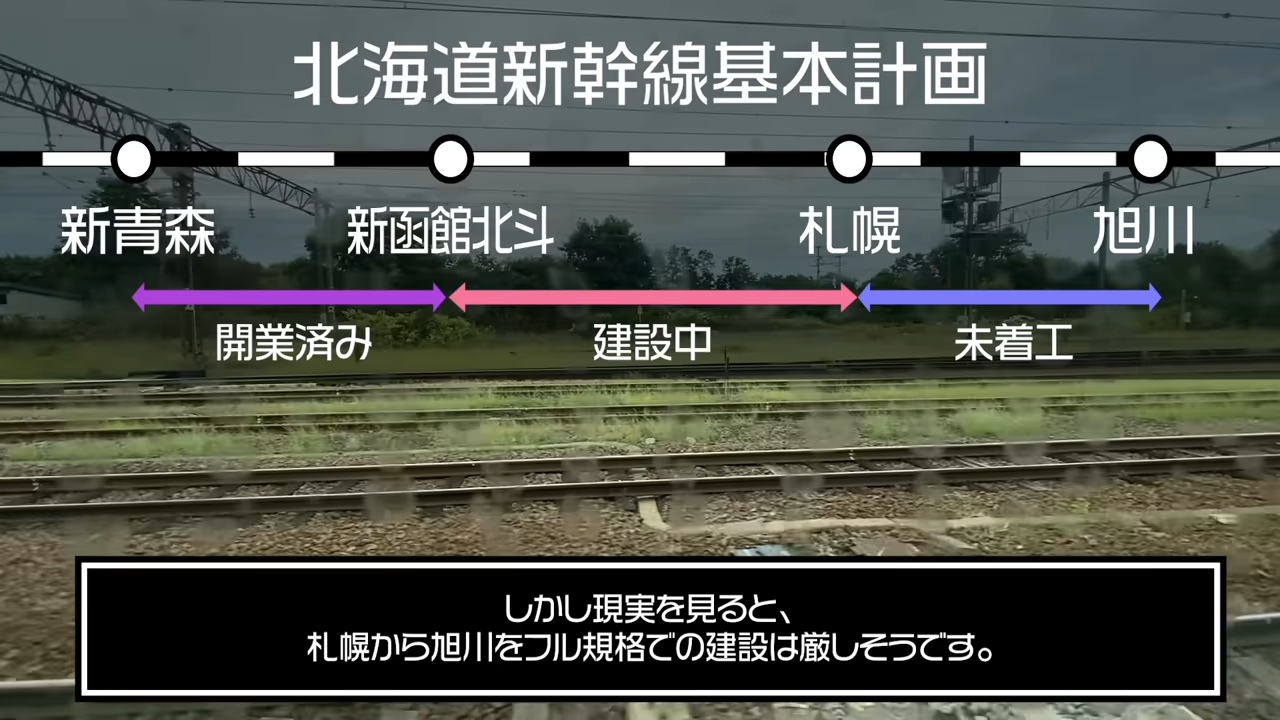 北海道新幹線基本計画
新青森
新函館北斗
札幌
旭川
開業済み
建設中
未着工
しかし現実を見ると、
札幌から旭川をフル規格での建設は厳しそうです。